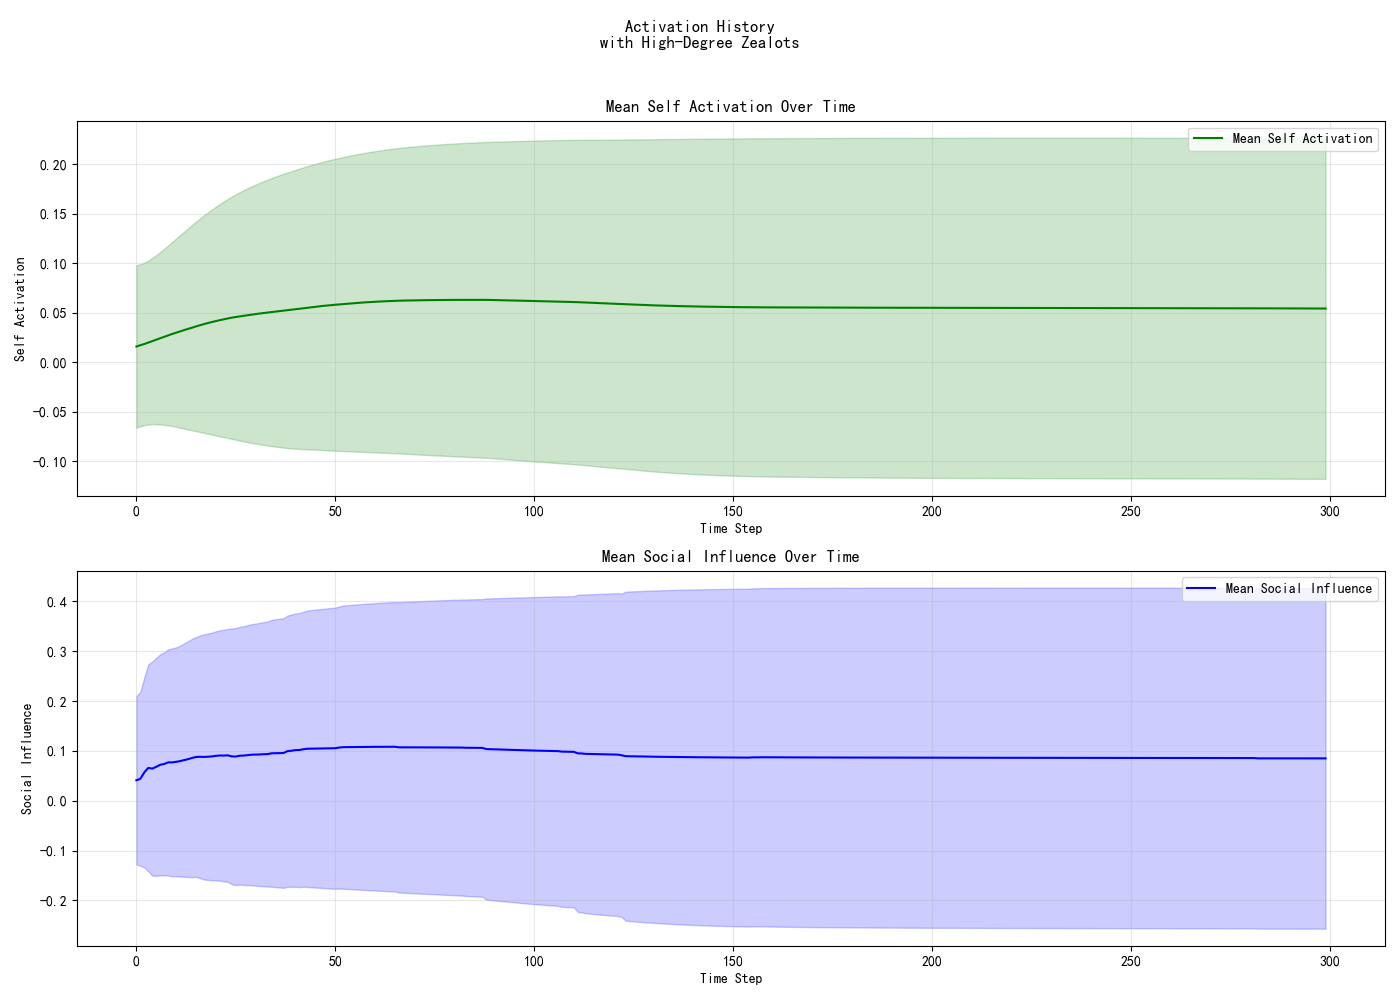 Activation History
with High-Degree Zealots
Mean Self Activation Over Time
Mean Self Activation
Self Activation
0.20
0.15
0.10
0.05
0.00
-0.05
-0.10
0 50 100 150 200 250 300
Time Step
Mean Social Influence Over Time
Mean Social Influence
Social Influence
0.4
0.3
0.2
0.1
0.0
-0.1
-0.2
0 50 100 150 200 250 300
Time Step